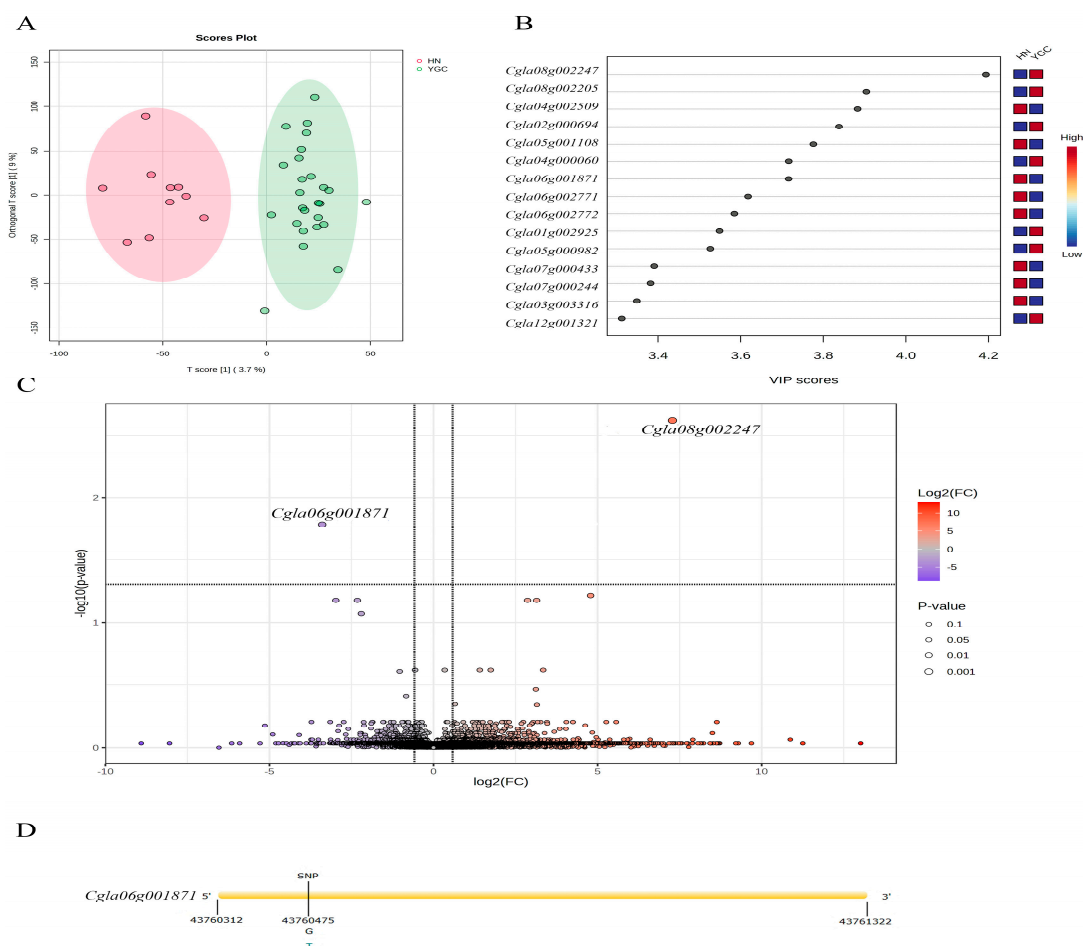 A
Scores Plot
HN
YGC
150
100
50
0
-50
-100
-150
Orthogonal T score [1] ( 9 %)
-100
-50
0
50
T score [1] ( 3.7 %)
B
HN YGC
Cgla08g002247
Cgla08g002205
Cgla04g002509
Cgla02g000694
Cgla05g001108
Cgla04g000060
Cgla06g001871
Cgla06g002771
Cgla06g002772
Cgla01g002925
Cgla05g000982
Cgla07g000433
Cgla07g000244
Cgla03g003316
Cgla12g001321
3.4
3.6
3.8
4.0
4.2
VIP scores
High
Low
C
Cgla08g002247
Cgla06g001871
2
1
0
-log10(p-value)
-10
-5
0
5
10
log2(FC)
Log2(FC)
10
5
0
-5
P-value
0.1
0.05
0.01
0.001
D
SNP
Cgla06g001871 5' 3'
43760312 43760475 43761322
G
T